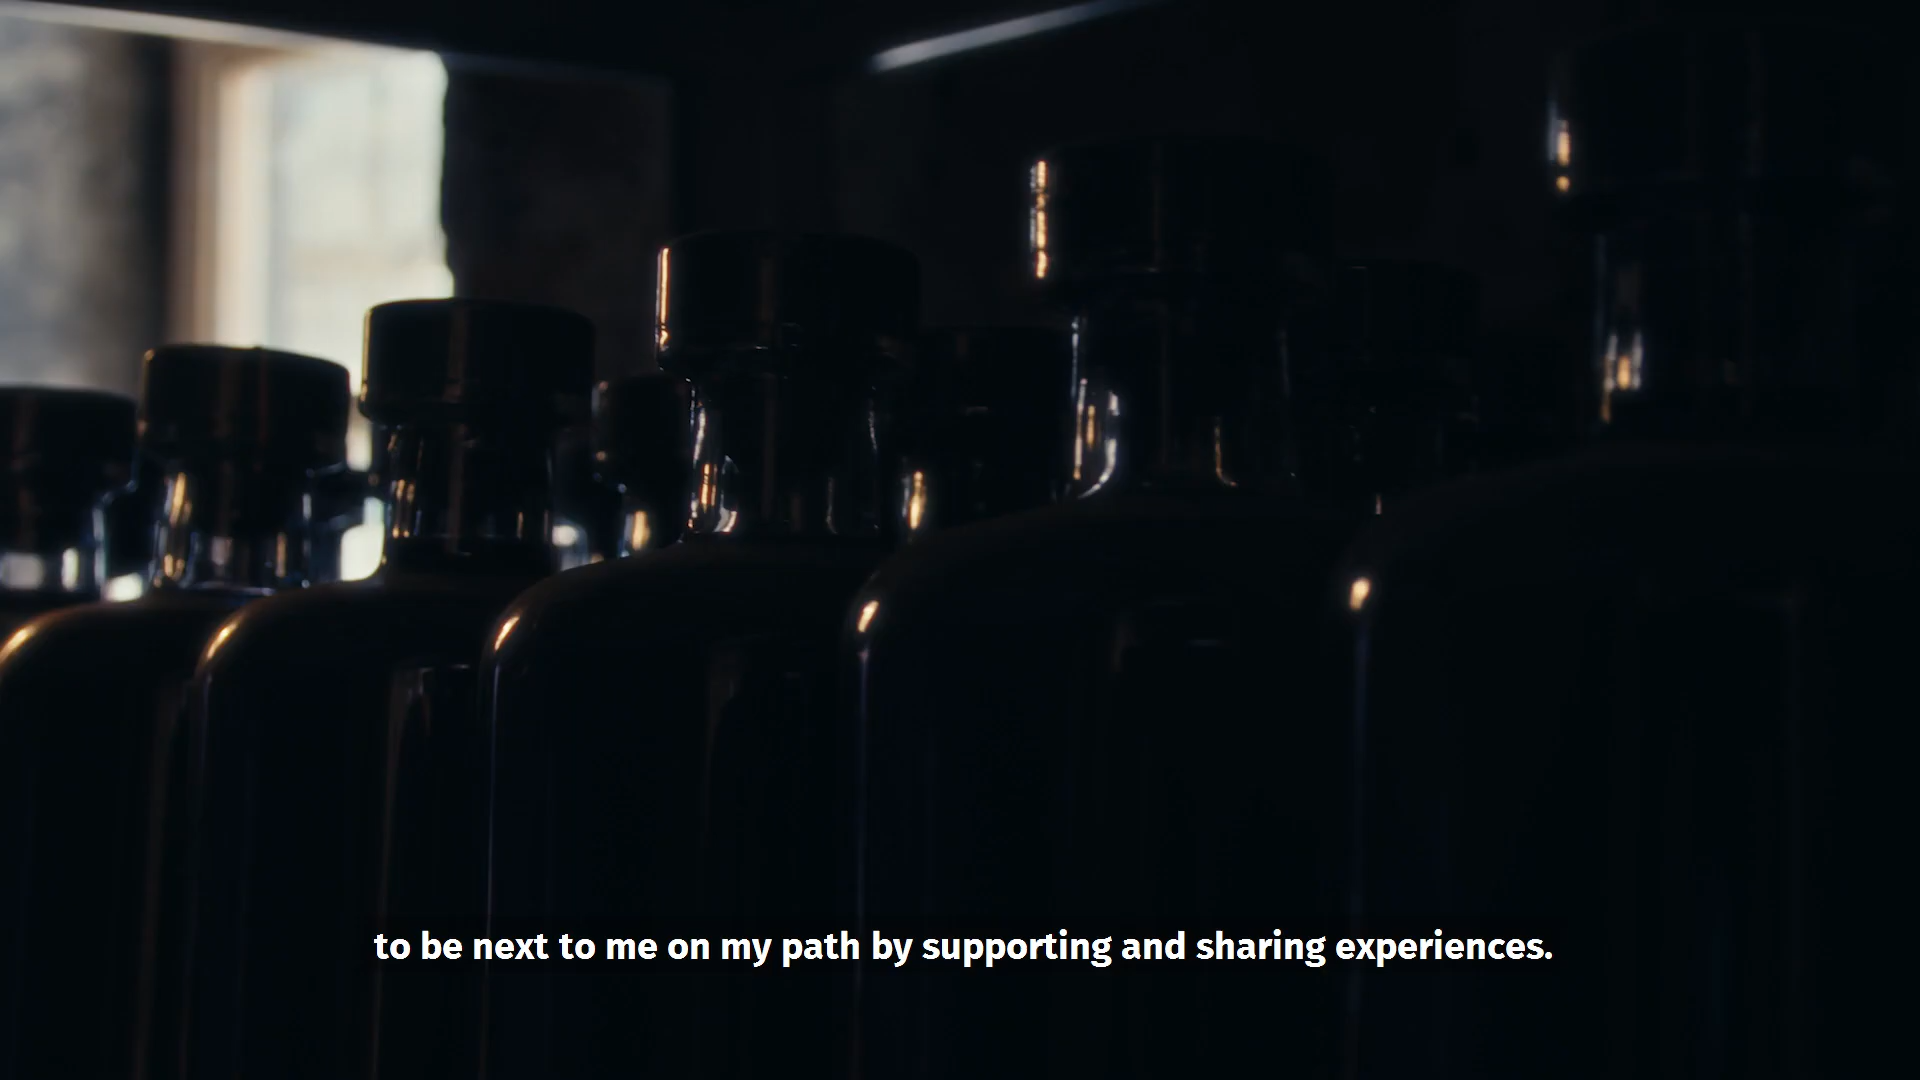 to be next to me on my path by supporting and sharing experiences.